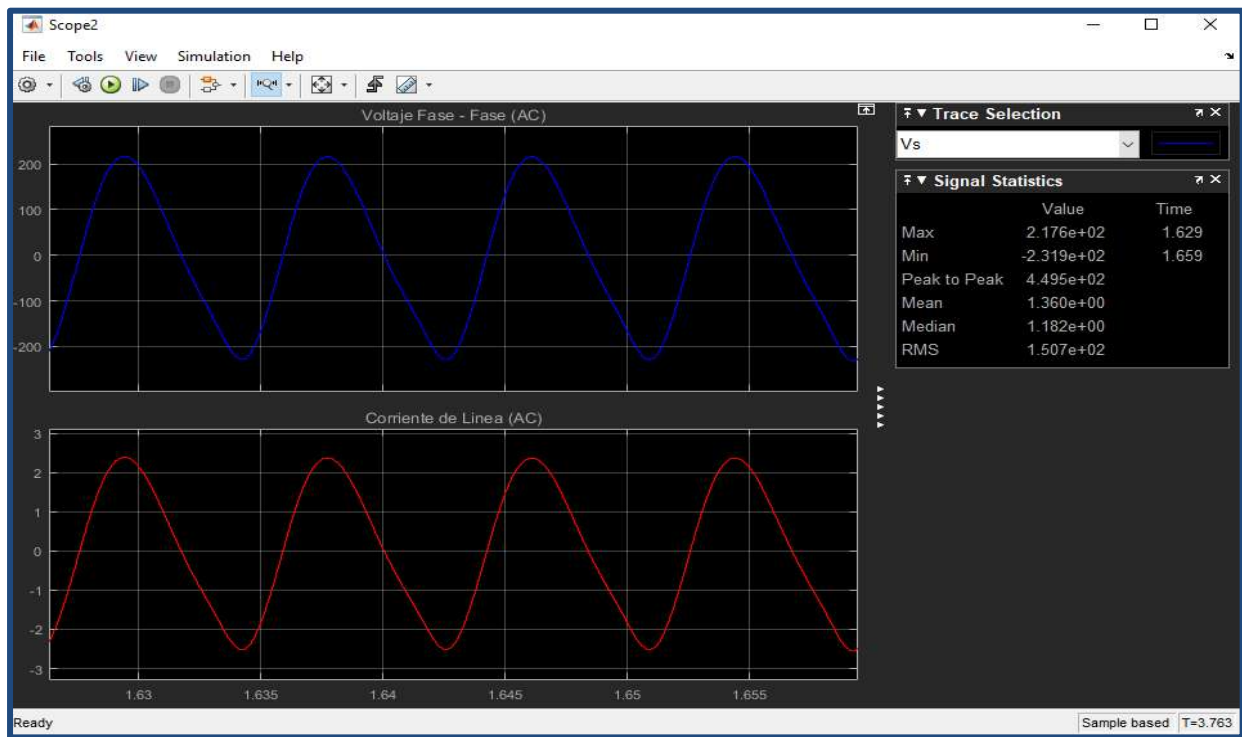 Scope2
File Tools View Simulation Help
Voltaje Fase - Fase (AC)
200
100
0
-100
-200
Corriente de Linea (AC)
3
2
1
0
-1
-2
-3
1.63 1.635 1.64 1.645 1.65 1.655
Trace Selection
Vs
Signal Statistics
Value Time
Max 2.176e+02 1.629
Min -2.319e+02 1.659
Peak to Peak 4.495e+02
Mean 1.360e+00
Median 1.182e+00
RMS 1.507e+02
Ready Sample based T=3.763